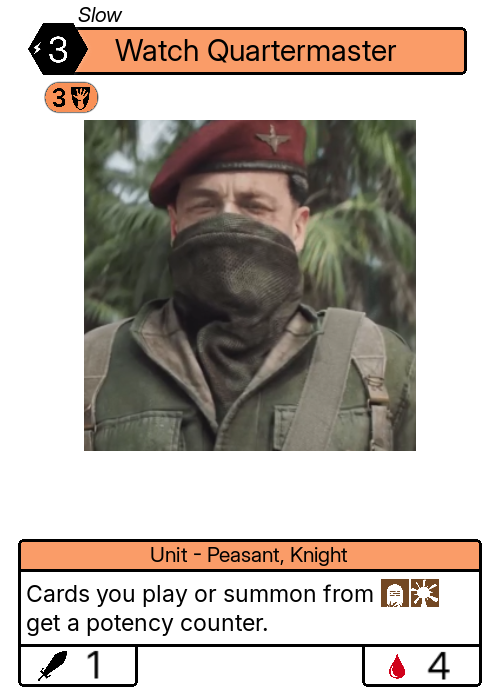 Slow
3 Watch Quartermaster
3
Unit - Peasant, Knight
Cards you play or summon from
get a potency counter.
1
4